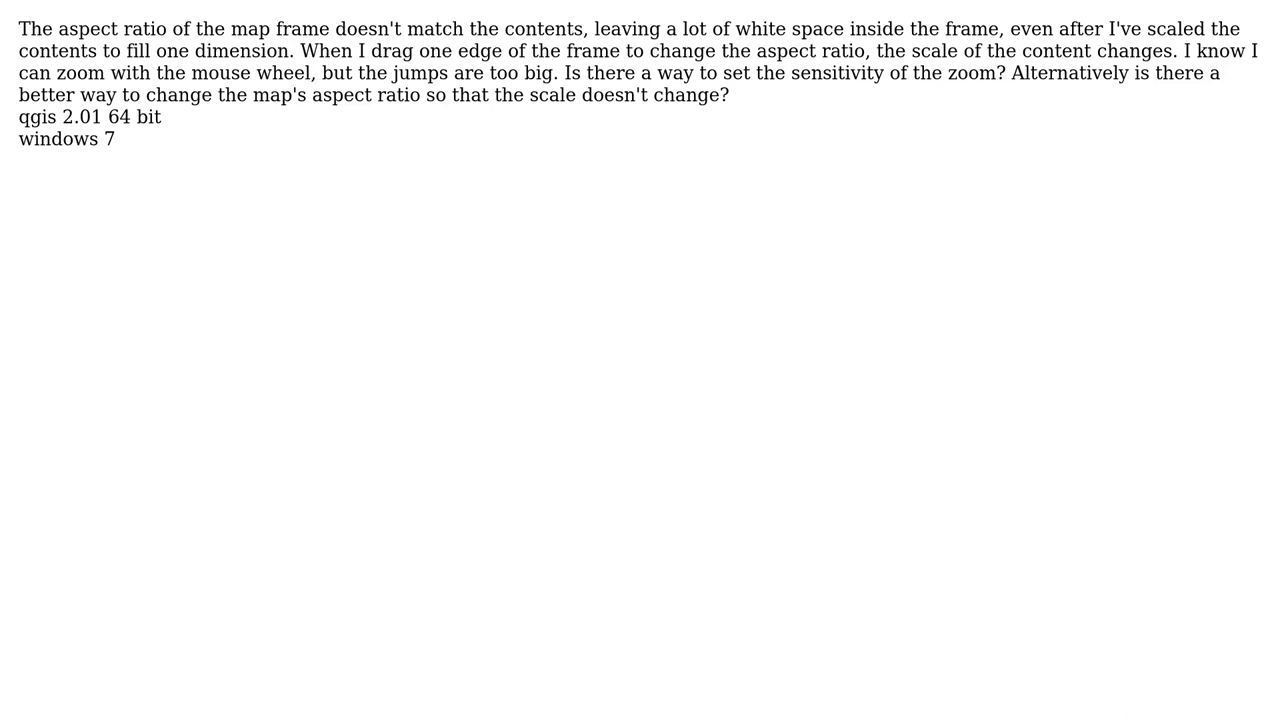 The aspect ratio of the map frame doesn't match the contents, leaving a lot of white space inside the frame, even after I've scaled the
contents to fill one dimension. When I drag one edge of the frame to change the aspect ratio, the scale of the content changes. I know I
can zoom with the mouse wheel, but the jumps are too big. Is there a way to set the sensitivity of the zoom? Alternatively is there a
better way to change the map's aspect ratio so that the scale doesn't change?
qgis 2.01 64 bit
windows 7